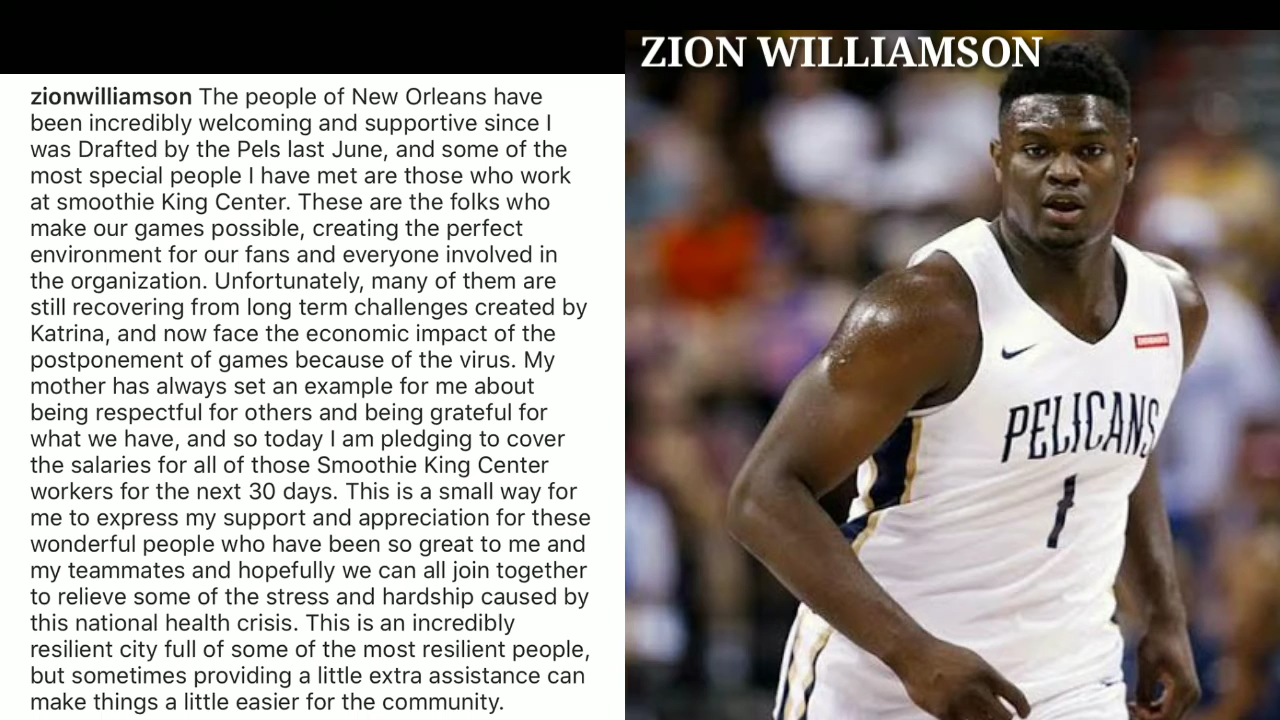 zionwilliamson The people of New Orleans have
been incredibly welcoming and supportive since I
was Drafted by the Pels last June, and some of the
most special people I have met are those who work
at smoothie King Center. These are the folks who
make our games possible, creating the perfect
environment for our fans and everyone involved in
the organization. Unfortunately, many of them are
still recovering from long term challenges created by
Katrina, and now face the economic impact of the
postponement of games because of the virus. My
mother has always set an example for me about
being respectful for others and being grateful for
what we have, and so today I am pledging to cover
the salaries for all of those Smoothie King Center
workers for the next 30 days. This is a small way for
me to express my support and appreciation for these
wonderful people who have been so great to me and
my teammates and hopefully we can all join together
to relieve some of the stress and hardship caused by
this national health crisis. This is an incredibly
resilient city full of some of the most resilient people,
but sometimes providing a little extra assistance can
make things a little easier for the community.
ZION WILLIAMSON
PELICANS
1